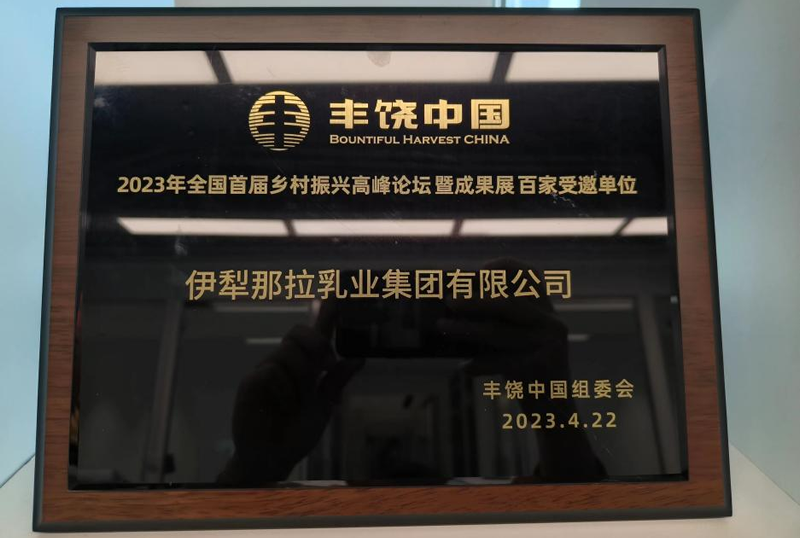 丰饶中国
BOUNTIFUL HARVEST CHINA
2023年全国首届乡村振兴高峰论坛 暨成果展 百家受邀单位
伊犁那拉乳业集团有限公司
丰饶中国组委会
2023.4.22